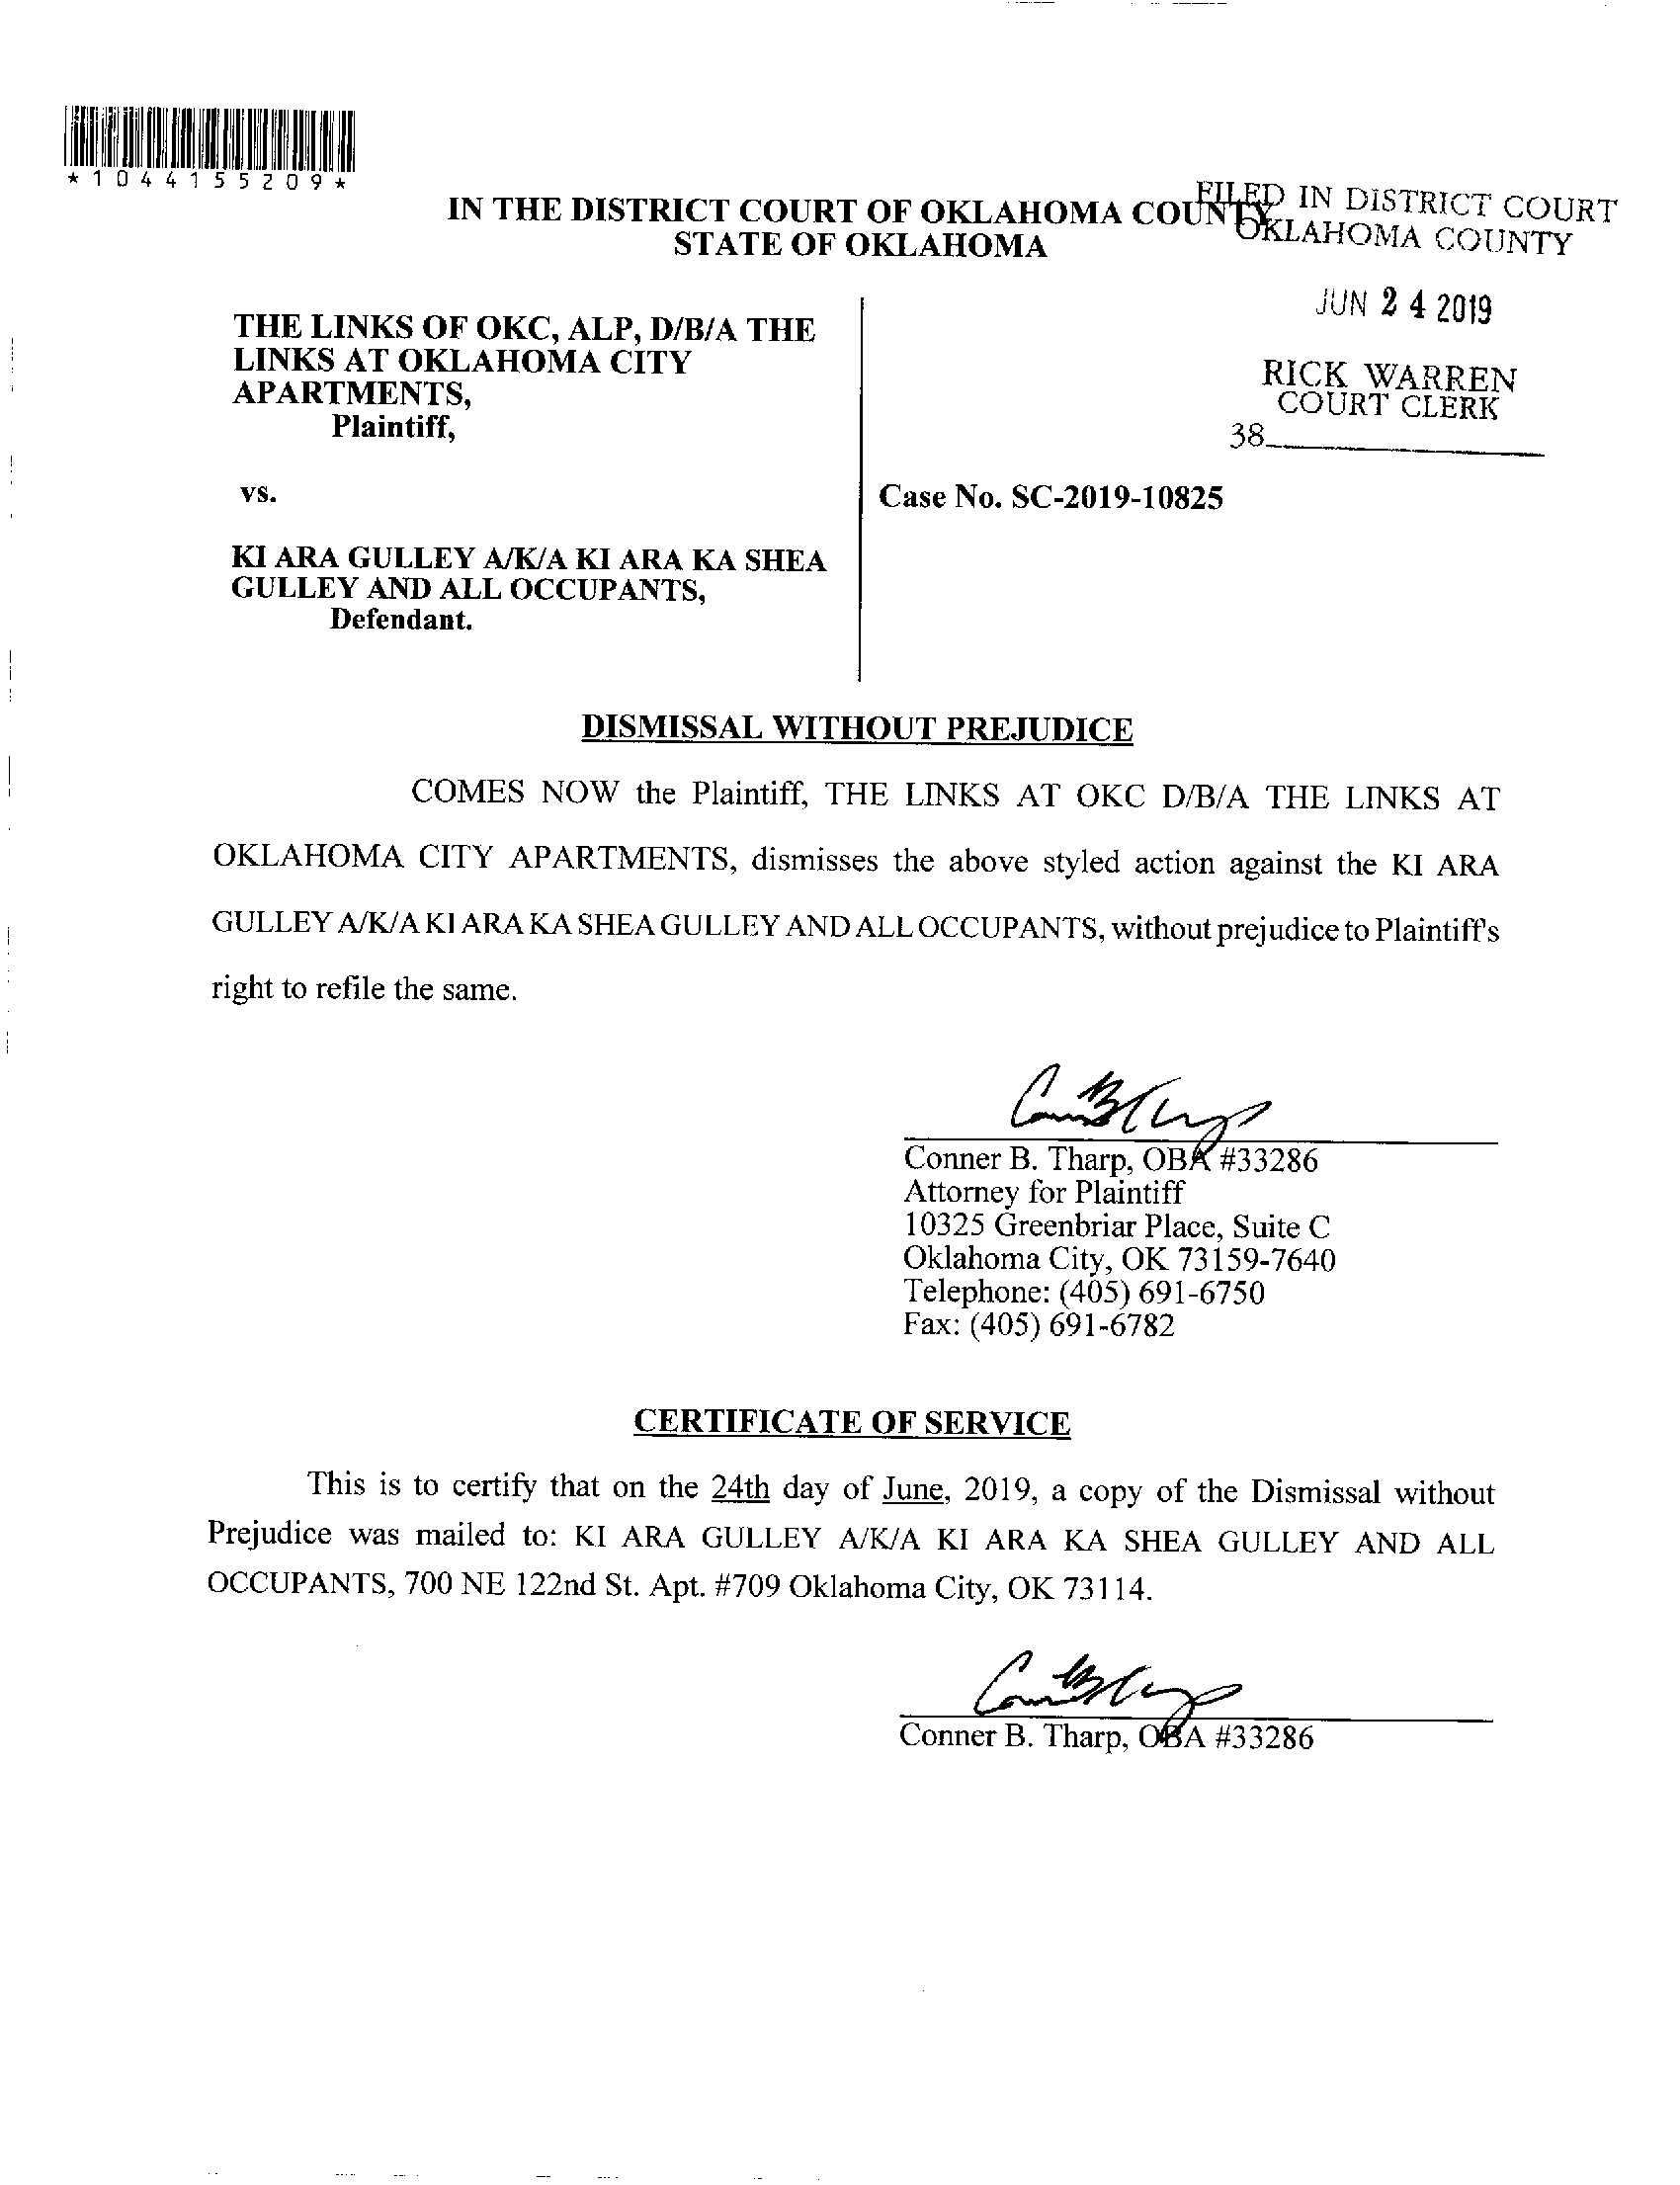 *1044155209*
IN THE DISTRICT COURT OF OKLAHOMA COUNTY
STATE OF OKLAHOMA
FILED IN DISTRICT COURT
OKLAHOMA COUNTY
JUN 24 2019
RICK WARREN
COURT CLERK
38
THE LINKS OF OKC, ALP, D/B/A THE
LINKS AT OKLAHOMA CITY
APARTMENTS,
Plaintiff,
vs.
Case No. SC-2019-10825
KI ARA GULLEY A/K/A KI ARA KA SHEA
GULLEY AND ALL OCCUPANTS,
Defendant.
DISMISSAL WITHOUT PREJUDICE
COMES NOW the Plaintiff, THE LINKS AT OKC D/B/A THE LINKS AT
OKLAHOMA CITY APARTMENTS, dismisses the above styled action against the KI ARA
GULLEY A/K/A KI ARA KA SHEA GULLEY AND ALL OCCUPANTS, without prejudice to Plaintiff's
right to refile the same.
Conner B. Tharp, OBA #33286
Attorney for Plaintiff
10325 Greenbriar Place, Suite C
Oklahoma City, OK 73159-7640
Telephone: (405) 691-6750
Fax: (405) 691-6782
CERTIFICATE OF SERVICE
This is to certify that on the 24th day of June, 2019, a copy of the Dismissal without
Prejudice was mailed to: KI ARA GULLEY A/K/A KI ARA KA SHEA GULLEY AND ALL
OCCUPANTS, 700 NE 122nd St. Apt. #709 Oklahoma City, OK 73114.
Conner B. Tharp, OBA #33286